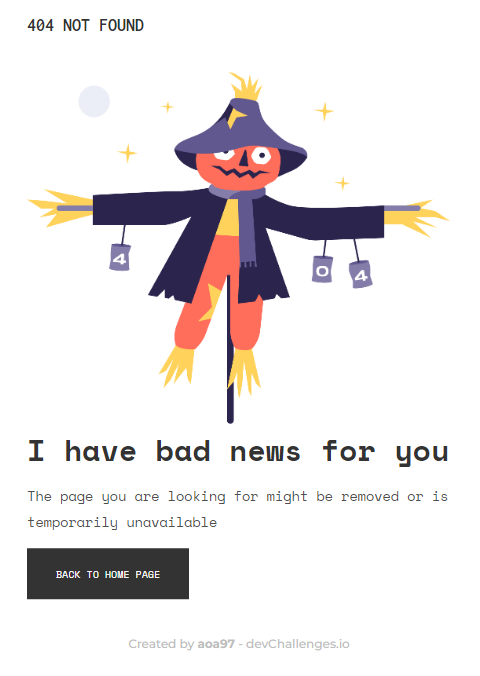 404 NOT FOUND
4
0
4
I have bad news for you
The page you are looking for might be removed or is
temporarily unavailable
BACK TO HOME PAGE
Created by aoa97 - devChallenges.io